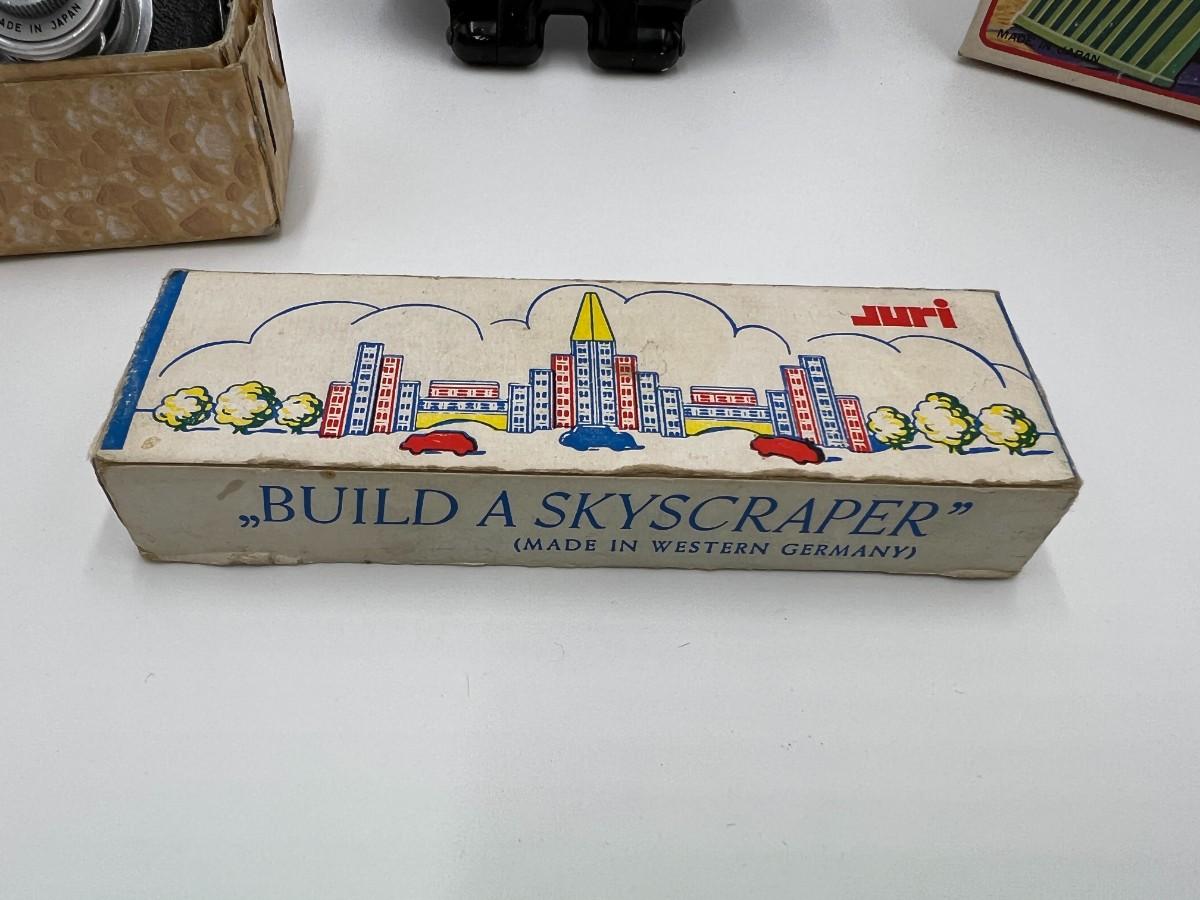 MADE IN JAPAN
MADE IN JAPAN
Juri
„BUILD A SKYSCRAPER”
(MADE IN WESTERN GERMANY)